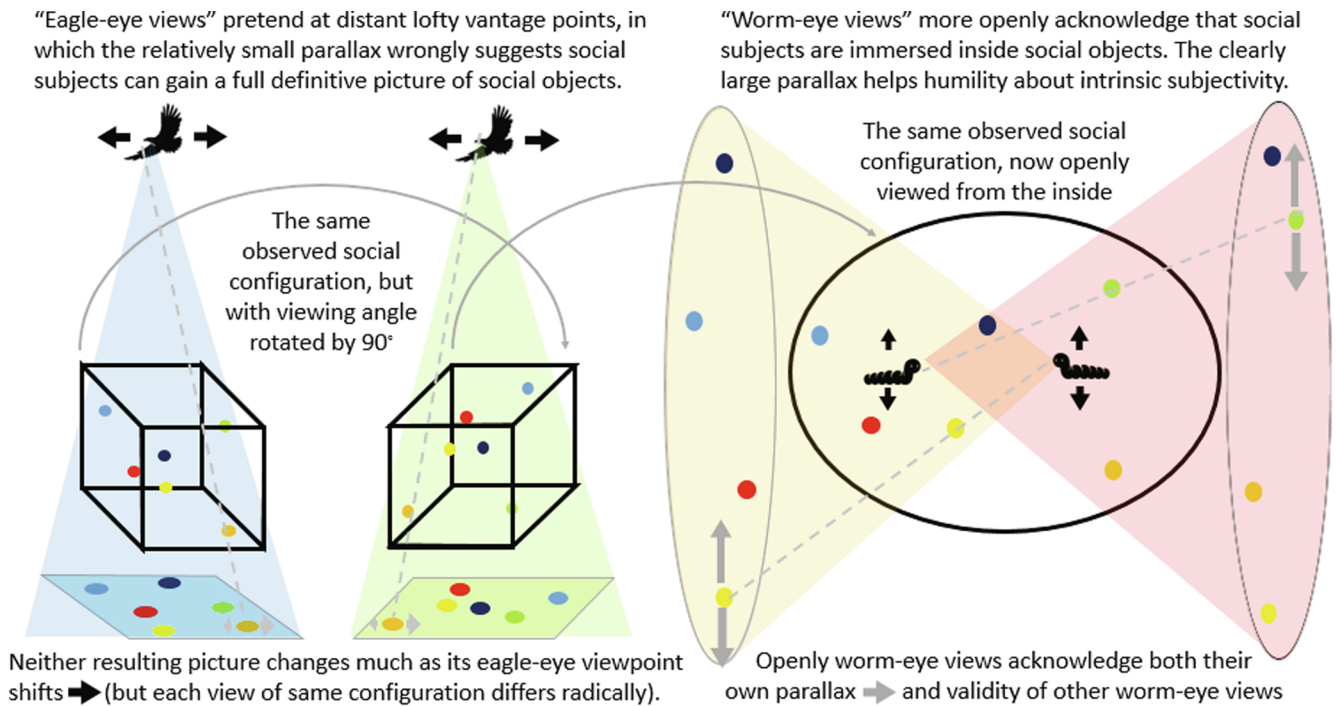 “Eagle-eye views” pretend at distant lofty vantage points, in
which the relatively small parallax wrongly suggests social
subjects can gain a full definitive picture of social objects.
“Worm-eye views” more openly acknowledge that social
subjects are immersed inside social objects. The clearly
large parallax helps humility about intrinsic subjectivity.
The same
observed social
configuration, but
with viewing angle
rotated by 90°
The same observed social
configuration, now openly
viewed from the inside
Neither resulting picture changes much as its eagle-eye viewpoint
shifts (but each view of same configuration differs radically).
Openly worm-eye views acknowledge both their
own parallax and validity of other worm-eye views